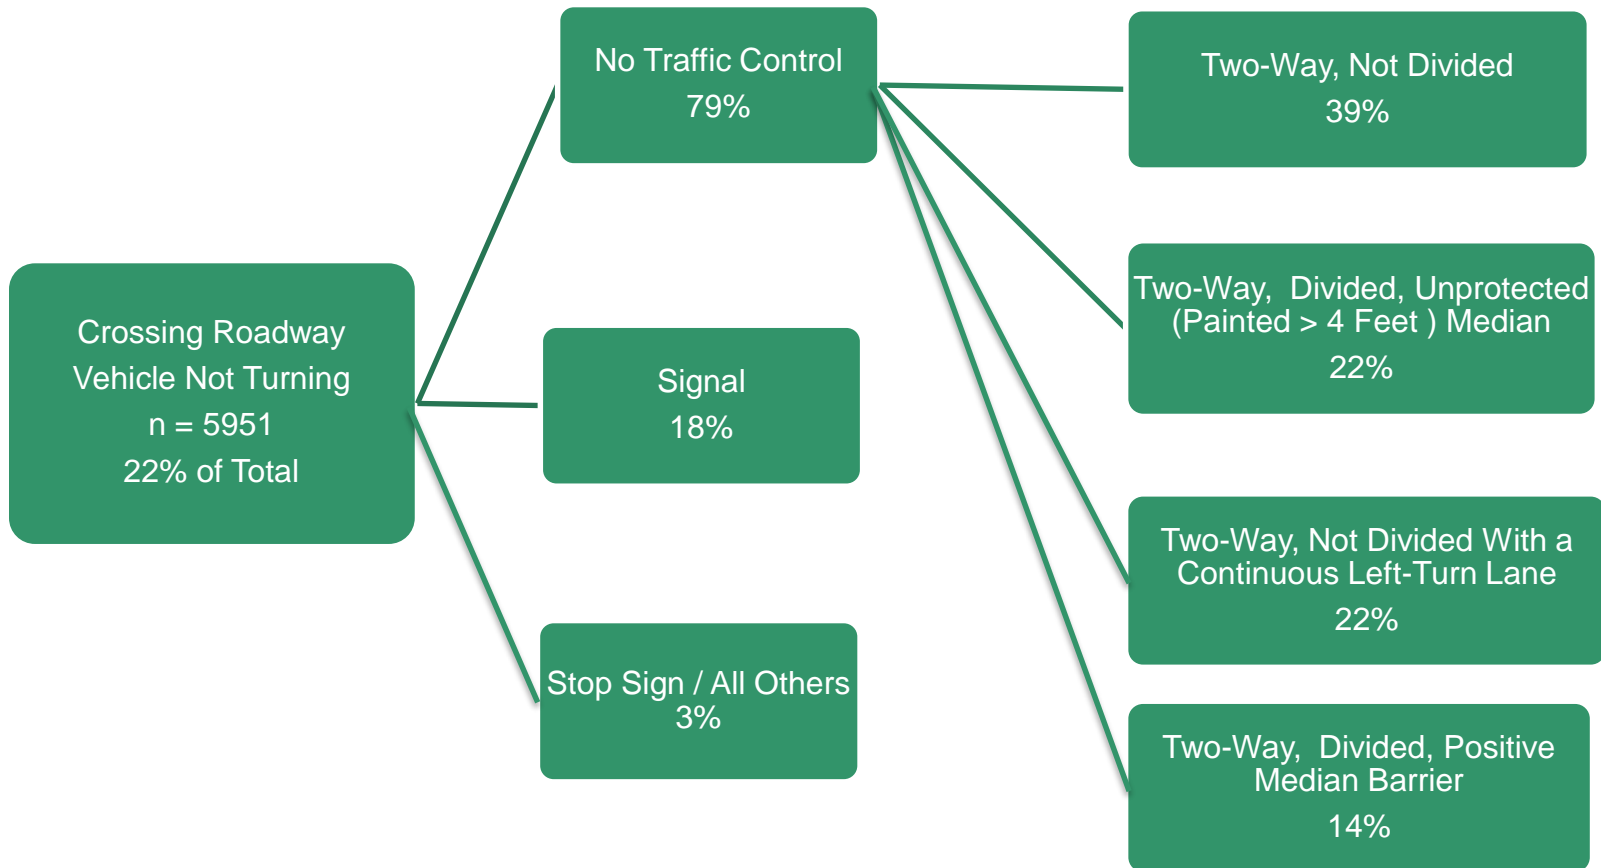 Crossing Roadway
Vehicle Not Turning
n = 5951
22% of Total
No Traffic Control
79%
Signal
18%
Stop Sign / All Others
3%
Two-Way, Not Divided
39%
Two-Way,  Divided, Unprotected
(Painted > 4 Feet ) Median
22%
Two-Way, Not Divided With a
Continuous Left-Turn Lane
22%
Two-Way,  Divided, Positive
Median Barrier
14%